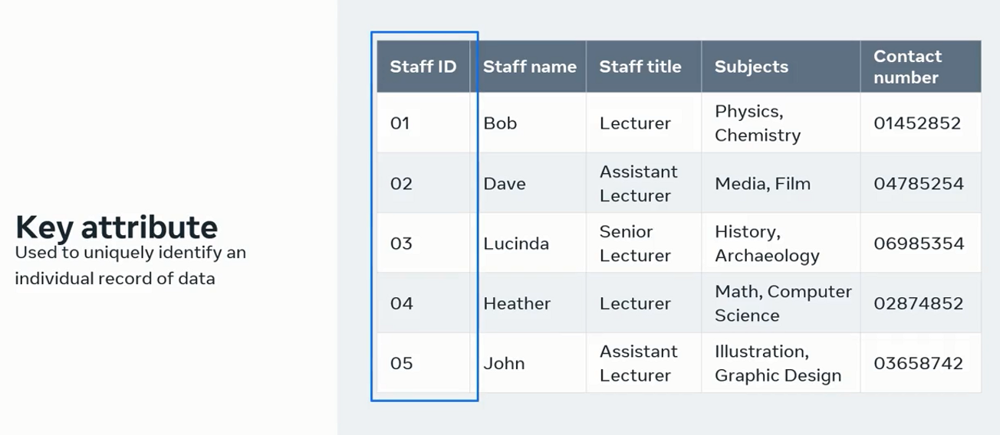 Key attribute
Used to uniquely identify an
individual record of data
Staff ID Staff name Staff title Subjects Contact
number
01 Bob Lecturer Physics,
Chemistry 01452852
02 Dave Assistant
Lecturer Media, Film 04785254
03 Lucinda Senior
Lecturer History,
Archaeology 06985354
04 Heather Lecturer Math, Computer
Science 02874852
05 John Assistant
Lecturer Illustration,
Graphic Design 03658742